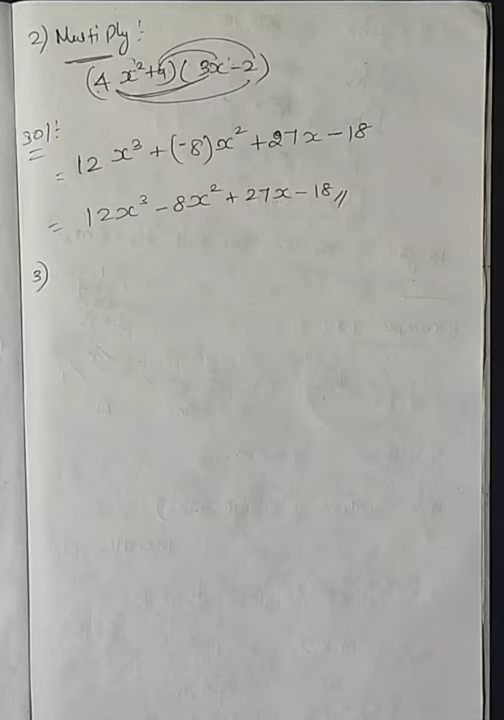 2) Multiply:
(4x²+9)(3x-2)
Sol:
= 12x³+(-8)x²+27x-18
= 12x³-8x²+27x-18//
3)